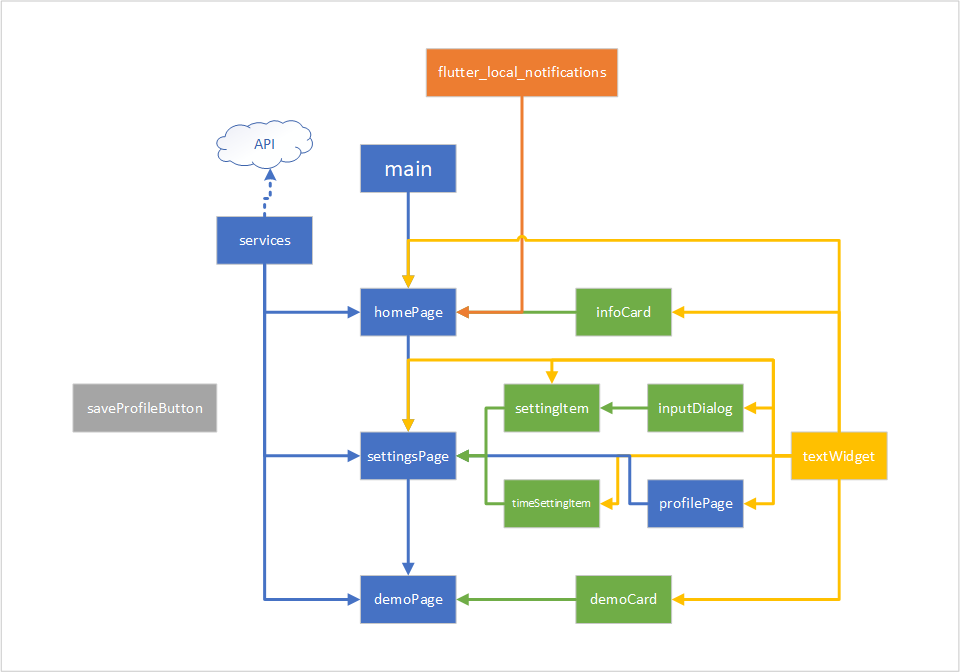 flutter_local_notifications
API
main
services
homePage
infoCard
saveProfileButton
settingItem
inputDialog
settingsPage
textWidget
timeSettingItem
profilePage
demoPage
demoCard